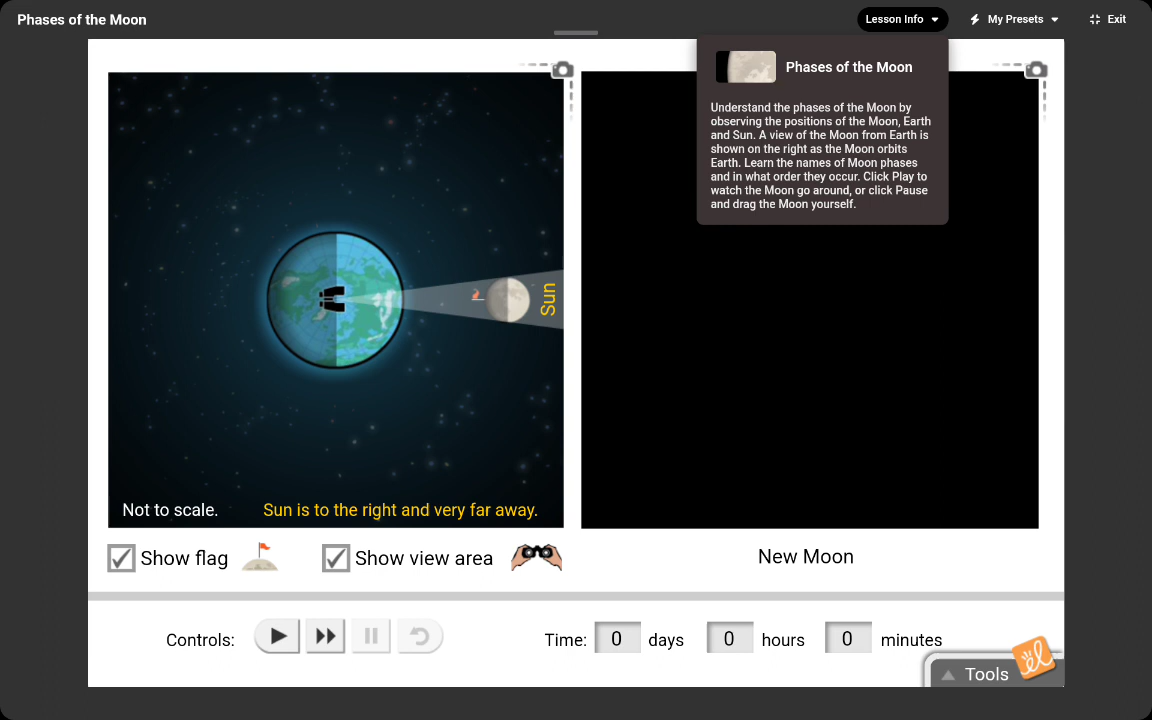 Phases of the Moon
Lesson Info
My Presets
Exit
Phases of the Moon
Understand the phases of the Moon by
observing the positions of the Moon, Earth
and Sun. A view of the Moon from Earth is
shown on the right as the Moon orbits
Earth. Learn the names of Moon phases
and in what order they occur. Click Play to
watch the Moon go around, or click Pause
and drag the Moon yourself.
Sun
Not to scale.
Sun is to the right and very far away.
Show flag
Show view area
New Moon
Controls:
Time: 0 days 0 hours 0 minutes
Tools